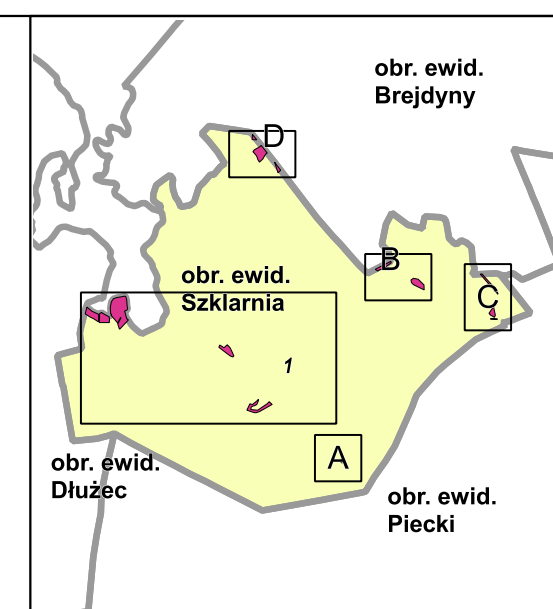 obr. ewid.
Brejdyny
D
B
obr. ewid.
Szklarnia
C
1
A
obr. ewid.
Dłużec
obr. ewid.
Piecki